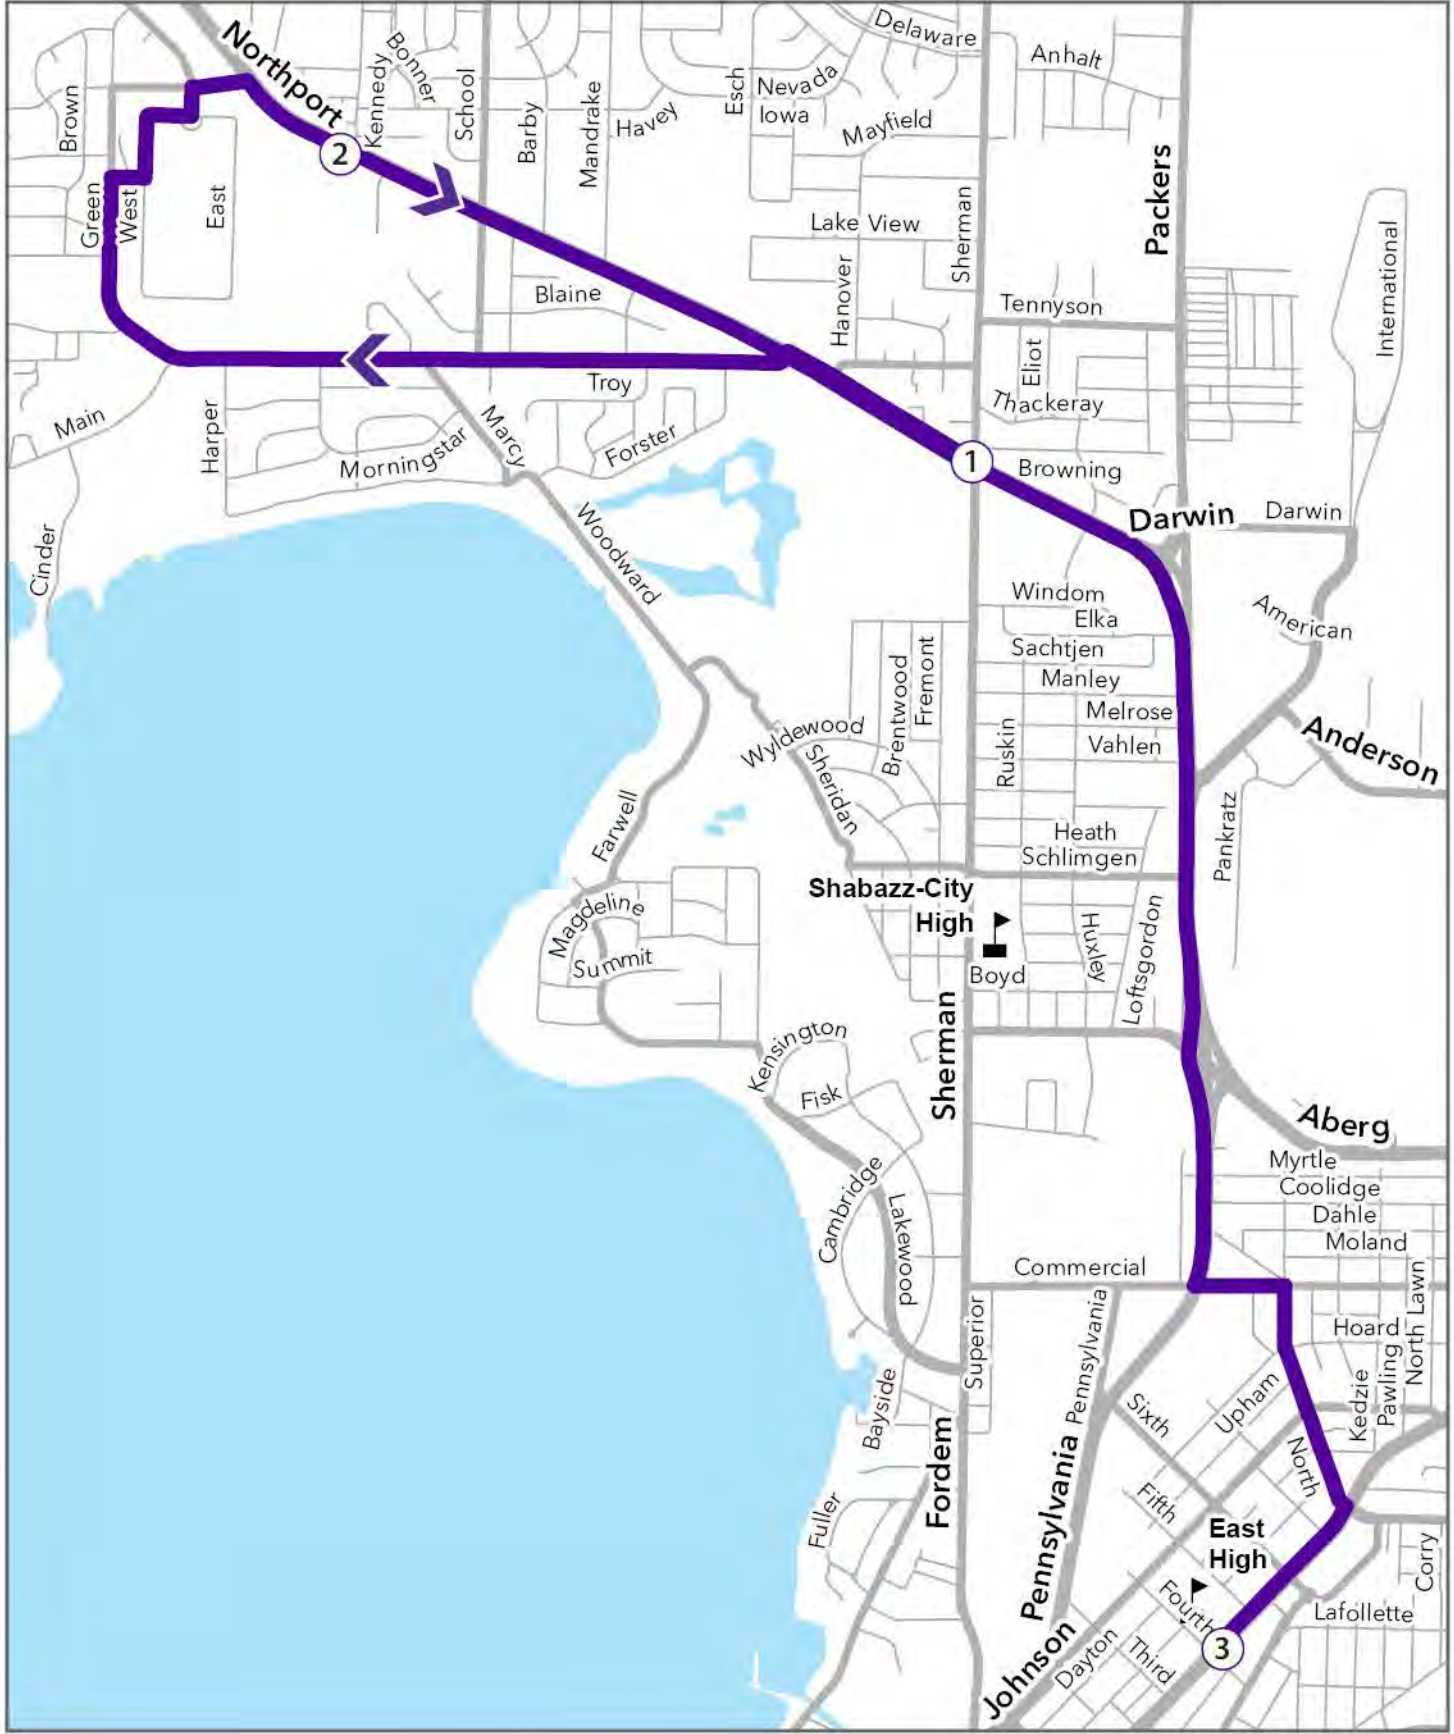 Northport
Bonner
Kennedy
School
Brown
Barby
Mandrake
Havey
Esch
Nevada
Iowa
Delaware
Mayfield
Anhalt
Packers
2
Green
West
East
Lake View
Sherman
Hanover
Blaine
Tennyson
International
Eliot
Thackeray
Troy
Main
Harper
Marcy
Morningstar
Forster
1
Browning
Darwin
Darwin
Cinder
Woodward
Windom
Elka
American
Sachtjen
Manley
Melrose
Vahlen
Anderson
Wyldewood
Brentwood
Fremont
Ruskin
Sheridan
Farwell
Pankratz
Heath
Schlimgen
Shabazz-City
High
Boyd
Huxley
Loftsgordon
Magdeline
Summit
Sherman
Kensington
Fisk
Aberg
Myrtle
Coolidge
Dahle
Moland
Cambridge
Lakewood
Commercial
North Lawn
Superior
Pennsylvania
Hoard
Pawling
Kedzie
Bayside
Sixth
Upham
North
Fordem
Pennsylvania
Fifth
Fuller
East
High
Corry
Fourth
Lafollette
3
Johnson
Dayton
Third